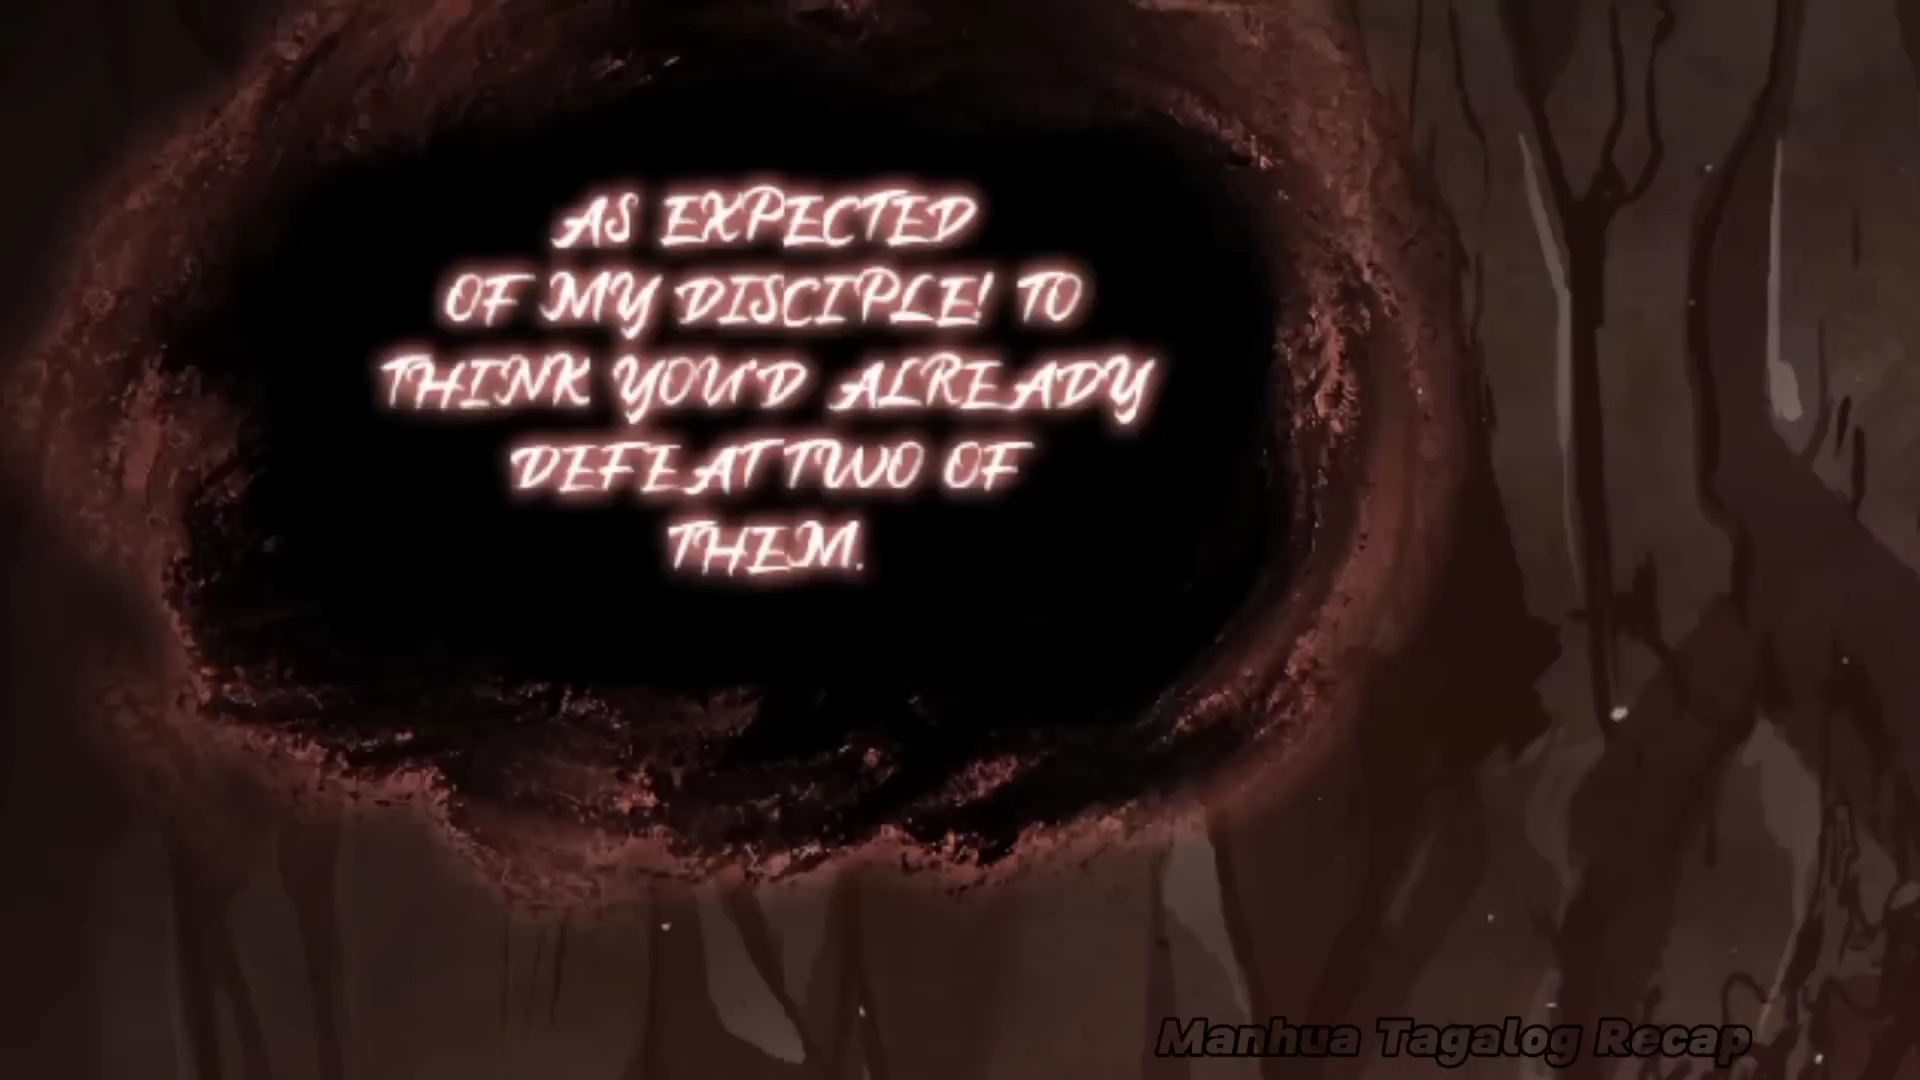 AS EXPECTED
OF MY DISCIPLE! TO
THINK YOU'D ALREADY
DEFEAT TWO OF
THEM.
Manhua Tagalog Recap